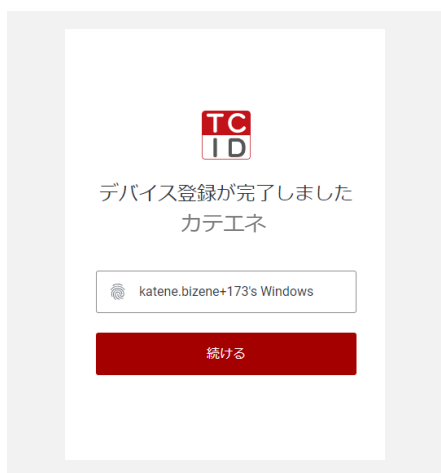 TC
ID
デバイス登録が完了しました
カテエネ
katene.bizene+173's Windows
続ける